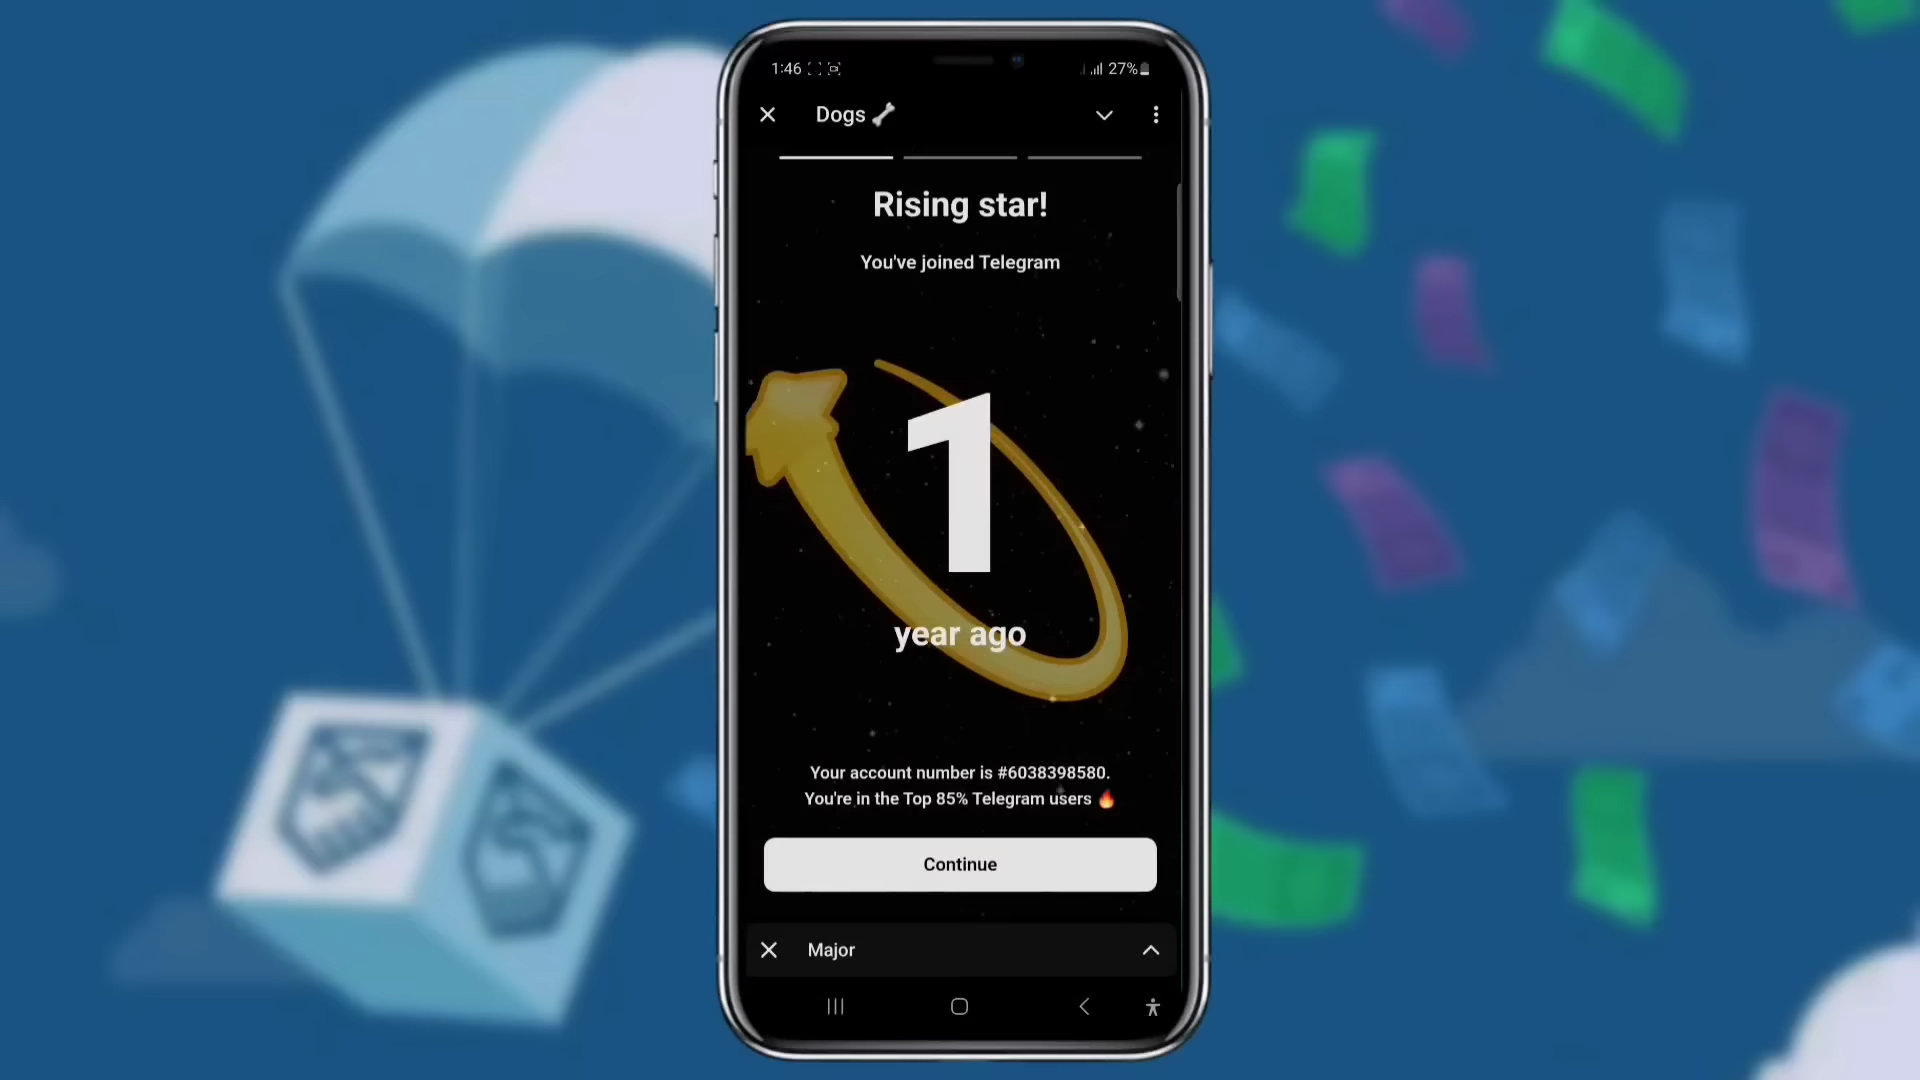 1:46
27%
Dogs 🦴
Rising star!
You've joined Telegram
1
year ago
Your account number is #6038398580.
You're in the Top 85% Telegram users 🔥
Continue
Major